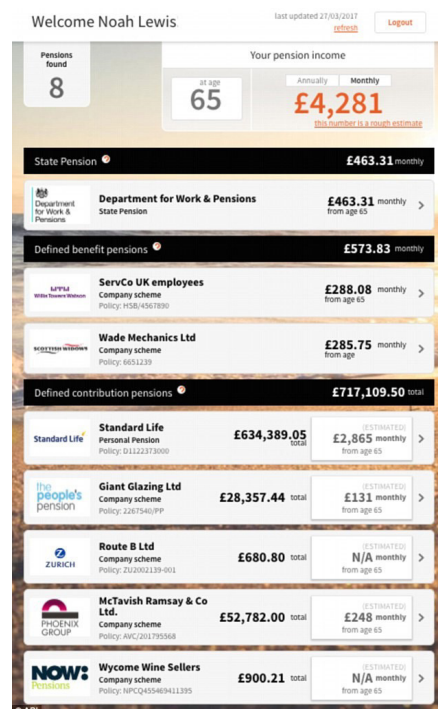 Welcome Noah Lewis
last updated 27/03/2017
refresh
Logout
Pensions
found
8
Your pension income
at age
65
Annually
Monthly
£4,281
this number is a rough estimate
State Pension
£463.31 monthly
Department
for Work &
Pensions
Department for Work & Pensions
State Pension
£463.31 monthly
from age 65
Defined benefit pensions
£573.83 monthly
Willis Towers Watson
ServCo UK employees
Company scheme
Policy: HSB/4567890
£288.08 monthly
from age 65
SCOTTISH WIDOWS
Wade Mechanics Ltd
Company scheme
Policy: 6651239
£285.75 monthly
from age
Defined contribution pensions
£717,109.50 total
Standard Life
Standard Life
Personal Pension
Policy: D1122373000
£634,389.05
total
(ESTIMATED)
£2,865 monthly
from age 65
the
people's
pension
Giant Glazing Ltd
Company scheme
Policy: 2267540/PP
£28,357.44 total
(ESTIMATED)
£131 monthly
from age 65
ZURICH
Route B Ltd
Company scheme
Policy: ZU2002139-001
£680.80 total
(ESTIMATED)
N/A monthly
from age 65
PHOENIX
GROUP
McTavish Ramsay & Co
Ltd.
Company scheme
Policy: AVC/201795568
£52,782.00 total
(ESTIMATED)
£248 monthly
from age 65
NOW:
Pensions
Wycome Wine Sellers
Company scheme
Policy: NPCQ455469411395
£900.21 total
(ESTIMATED)
N/A monthly
from age 65